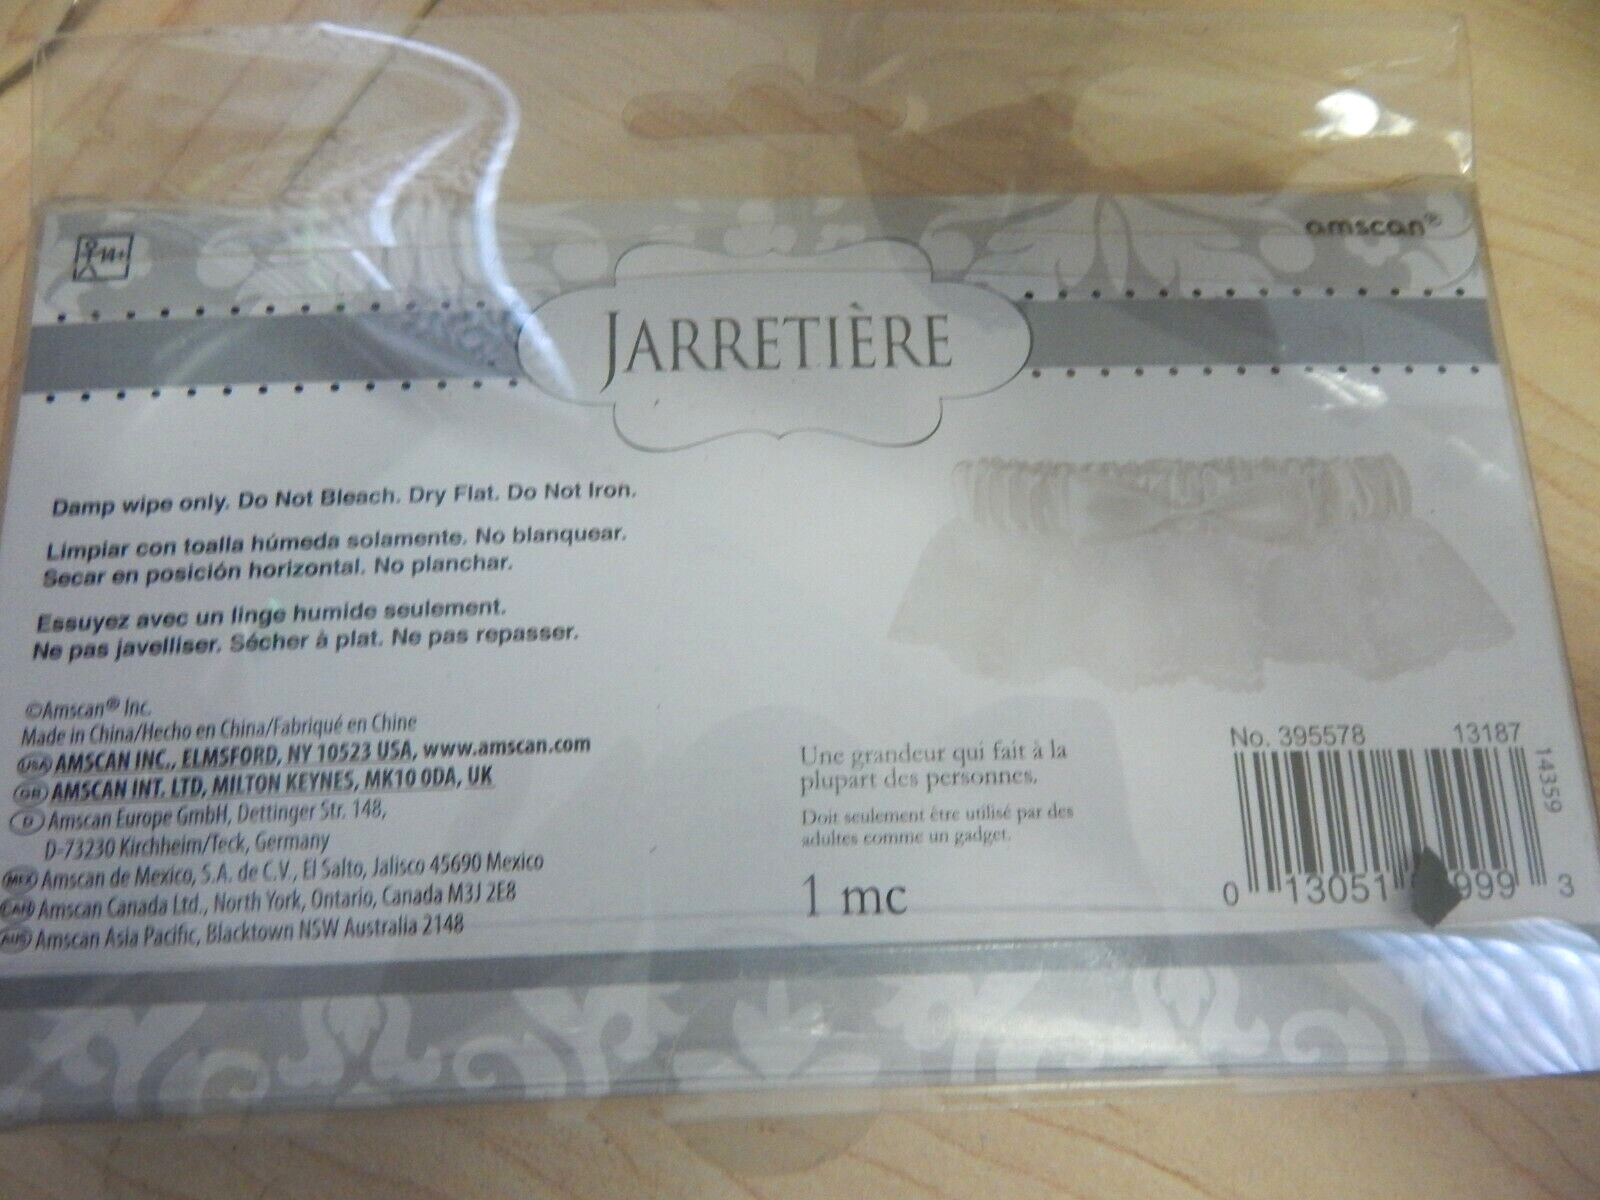 14+
amscan®
JARRETIÈRE
Damp wipe only. Do Not Bleach. Dry Flat. Do Not Iron.
Limpiar con toalla húmeda solamente. No blanquear.
Secar en posición horizontal. No planchar.
Essuyez avec un linge humide seulement.
Ne pas javelliser. Sécher à plat. Ne pas repasser.
©Amscan® Inc.
Made in China/Hecho en China/Fabriqué en Chine
USA AMSCAN INC., ELMSFORD, NY 10523 USA, www.amscan.com
GB AMSCAN INT. LTD, MILTON KEYNES, MK10 0DA, UK
D Amscan Europe GmbH, Dettinger Str. 148,
D-73230 Kirchheim/Teck, Germany
MEX Amscan de Mexico, S.A. de C.V., El Salto, Jalisco 45690 Mexico
CAN Amscan Canada Ltd., North York, Ontario, Canada M3J 2E8
AUS Amscan Asia Pacific, Blacktown NSW Australia 2148
Une grandeur qui fait à la
plupart des personnes.
Doit seulement être utilisé par des
adultes comme un gadget.
1 mc
No. 395578 13187
14359
0 13051 999 3